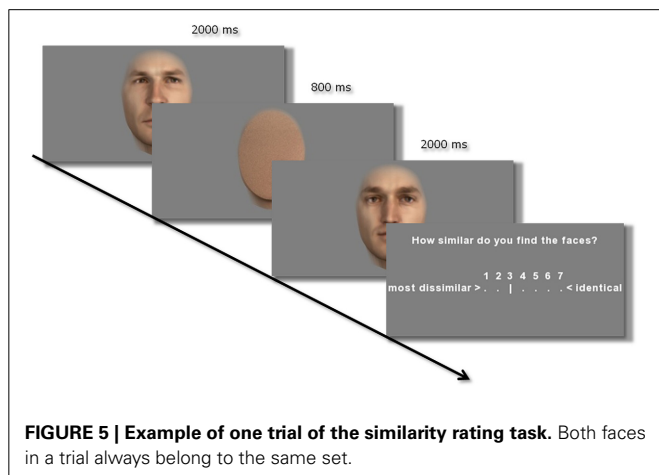 2000 ms
800 ms
2000 ms
How similar do you find the faces?
1 2 3 4 5 6 7
most dissimilar > . . | . . . . < identical
FIGURE 5 | Example of one trial of the similarity rating task. Both faces
in a trial always belong to the same set.